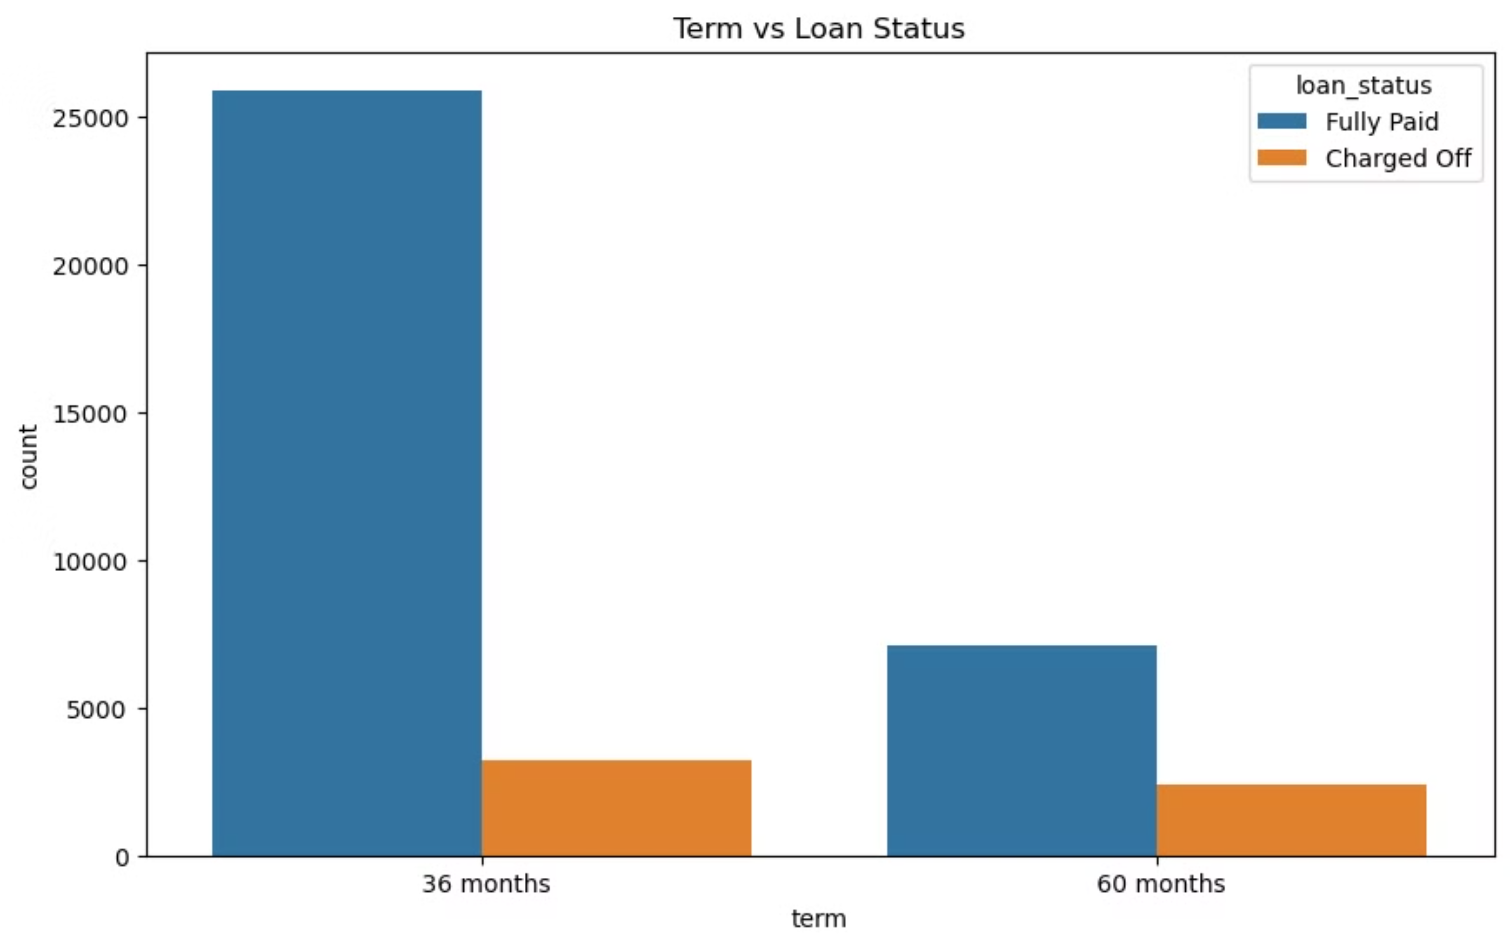 Term vs Loan Status
loan_status
Fully Paid
Charged Off
25000
20000
15000
10000
5000
0
count
36 months
60 months
term